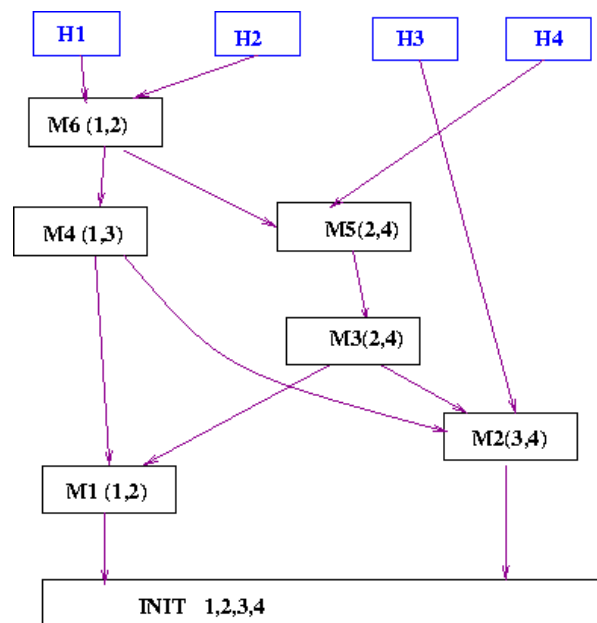 H1 H2 H3 H4
M6 (1,2)
M4 (1,3) M5(2,4)
M3(2,4)
M2(3,4)
M1 (1,2)
INIT 1,2,3,4